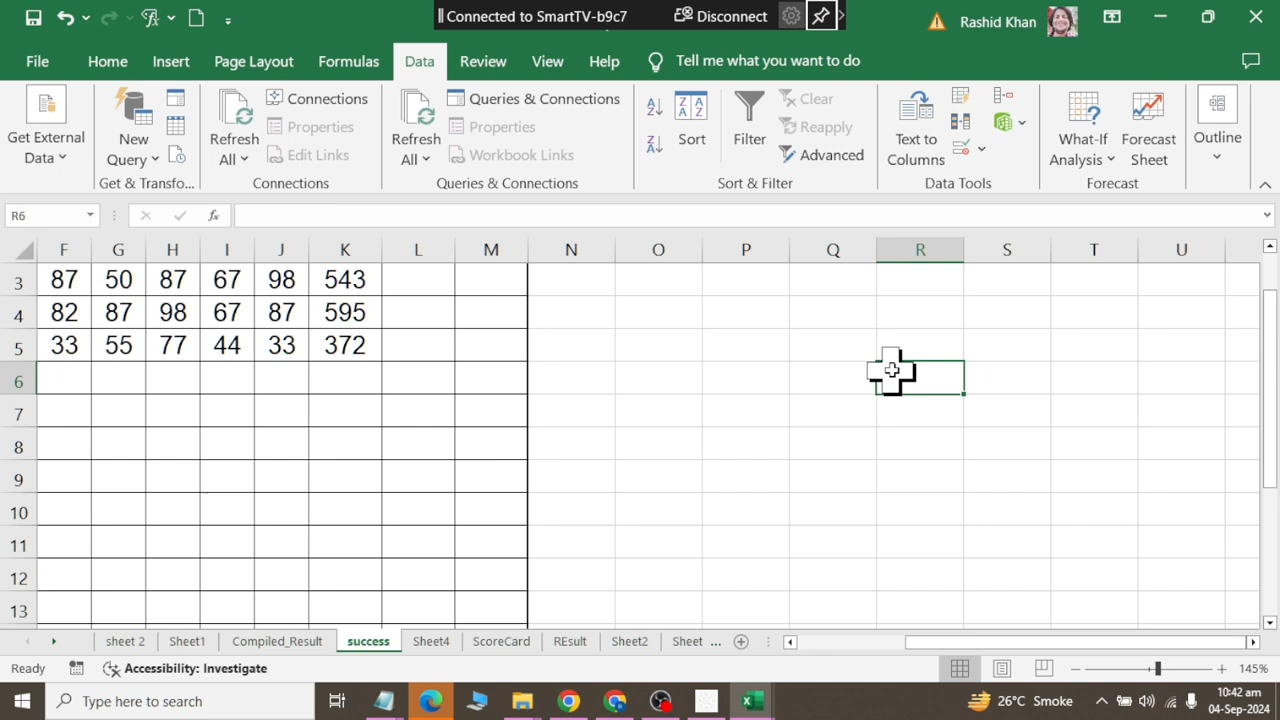 Connected to SmartTV-b9c7 Disconnect
Rashid Khan
File Home Insert Page Layout Formulas Data Review View Help Tell me what you want to do
Get External Data
New Query
Get & Transfo...
Refresh All
Connections
Properties
Edit Links
Connections
Refresh All
Queries & Connections
Properties
Workbook Links
Queries & Connections
Sort
Filter
Clear
Reapply
Advanced
Sort & Filter
Text to Columns
Data Tools
What-If Analysis
Forecast Sheet
Forecast
Outline
R6 fx
F G H I J K L M N O P Q R S T U
3 87 50 87 67 98 543
4 82 87 98 67 87 595
5 33 55 77 44 33 372
6
7
8
9
10
11
12
13
sheet 2 Sheet1 Compiled_Result success Sheet4 ScoreCard REsult Sheet2 Sheet ...
Ready Accessibility: Investigate 145%
Type here to search 26°C Smoke 10:42 am
04-Sep-2024